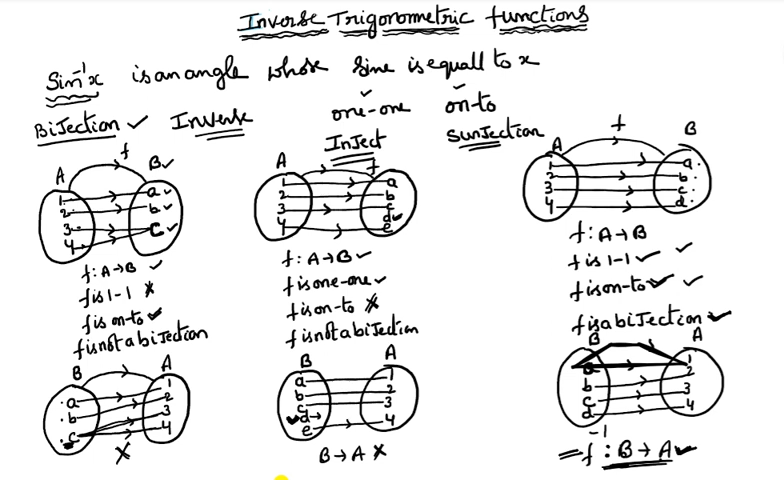 Inverse Trigonometric functions
Sin⁻¹x is an angle whose sine is equall to x
one-one on-to
BiJection ✓ Inverse InJect SunJection
f
A B✓
1 a ✓
2 b ✓
3 c ✓
4
f : A→B ✓
f is 1-1 ✗
f is on-to ✓
f is not a biJection
f
A B
1 a
2 b
3 c
4 d ✓
e
f : A→B ✓
f is one-one ✓
f is on-to ✗
f is not a biJection
f
A B
1 a
2 b
3 c
4 d
f : A→B
f is 1-1 ✓ ✓
f is on-to ✓ ✓
f is a biJection ✓
B A
a 1
b 2
c 3
4
✗
B A
a 1
b 2
c 3
✓ d→
e 4
B→A ✗
B A
a 1
b 2
c 3
d 4
= f⁻¹ : B→A ✓